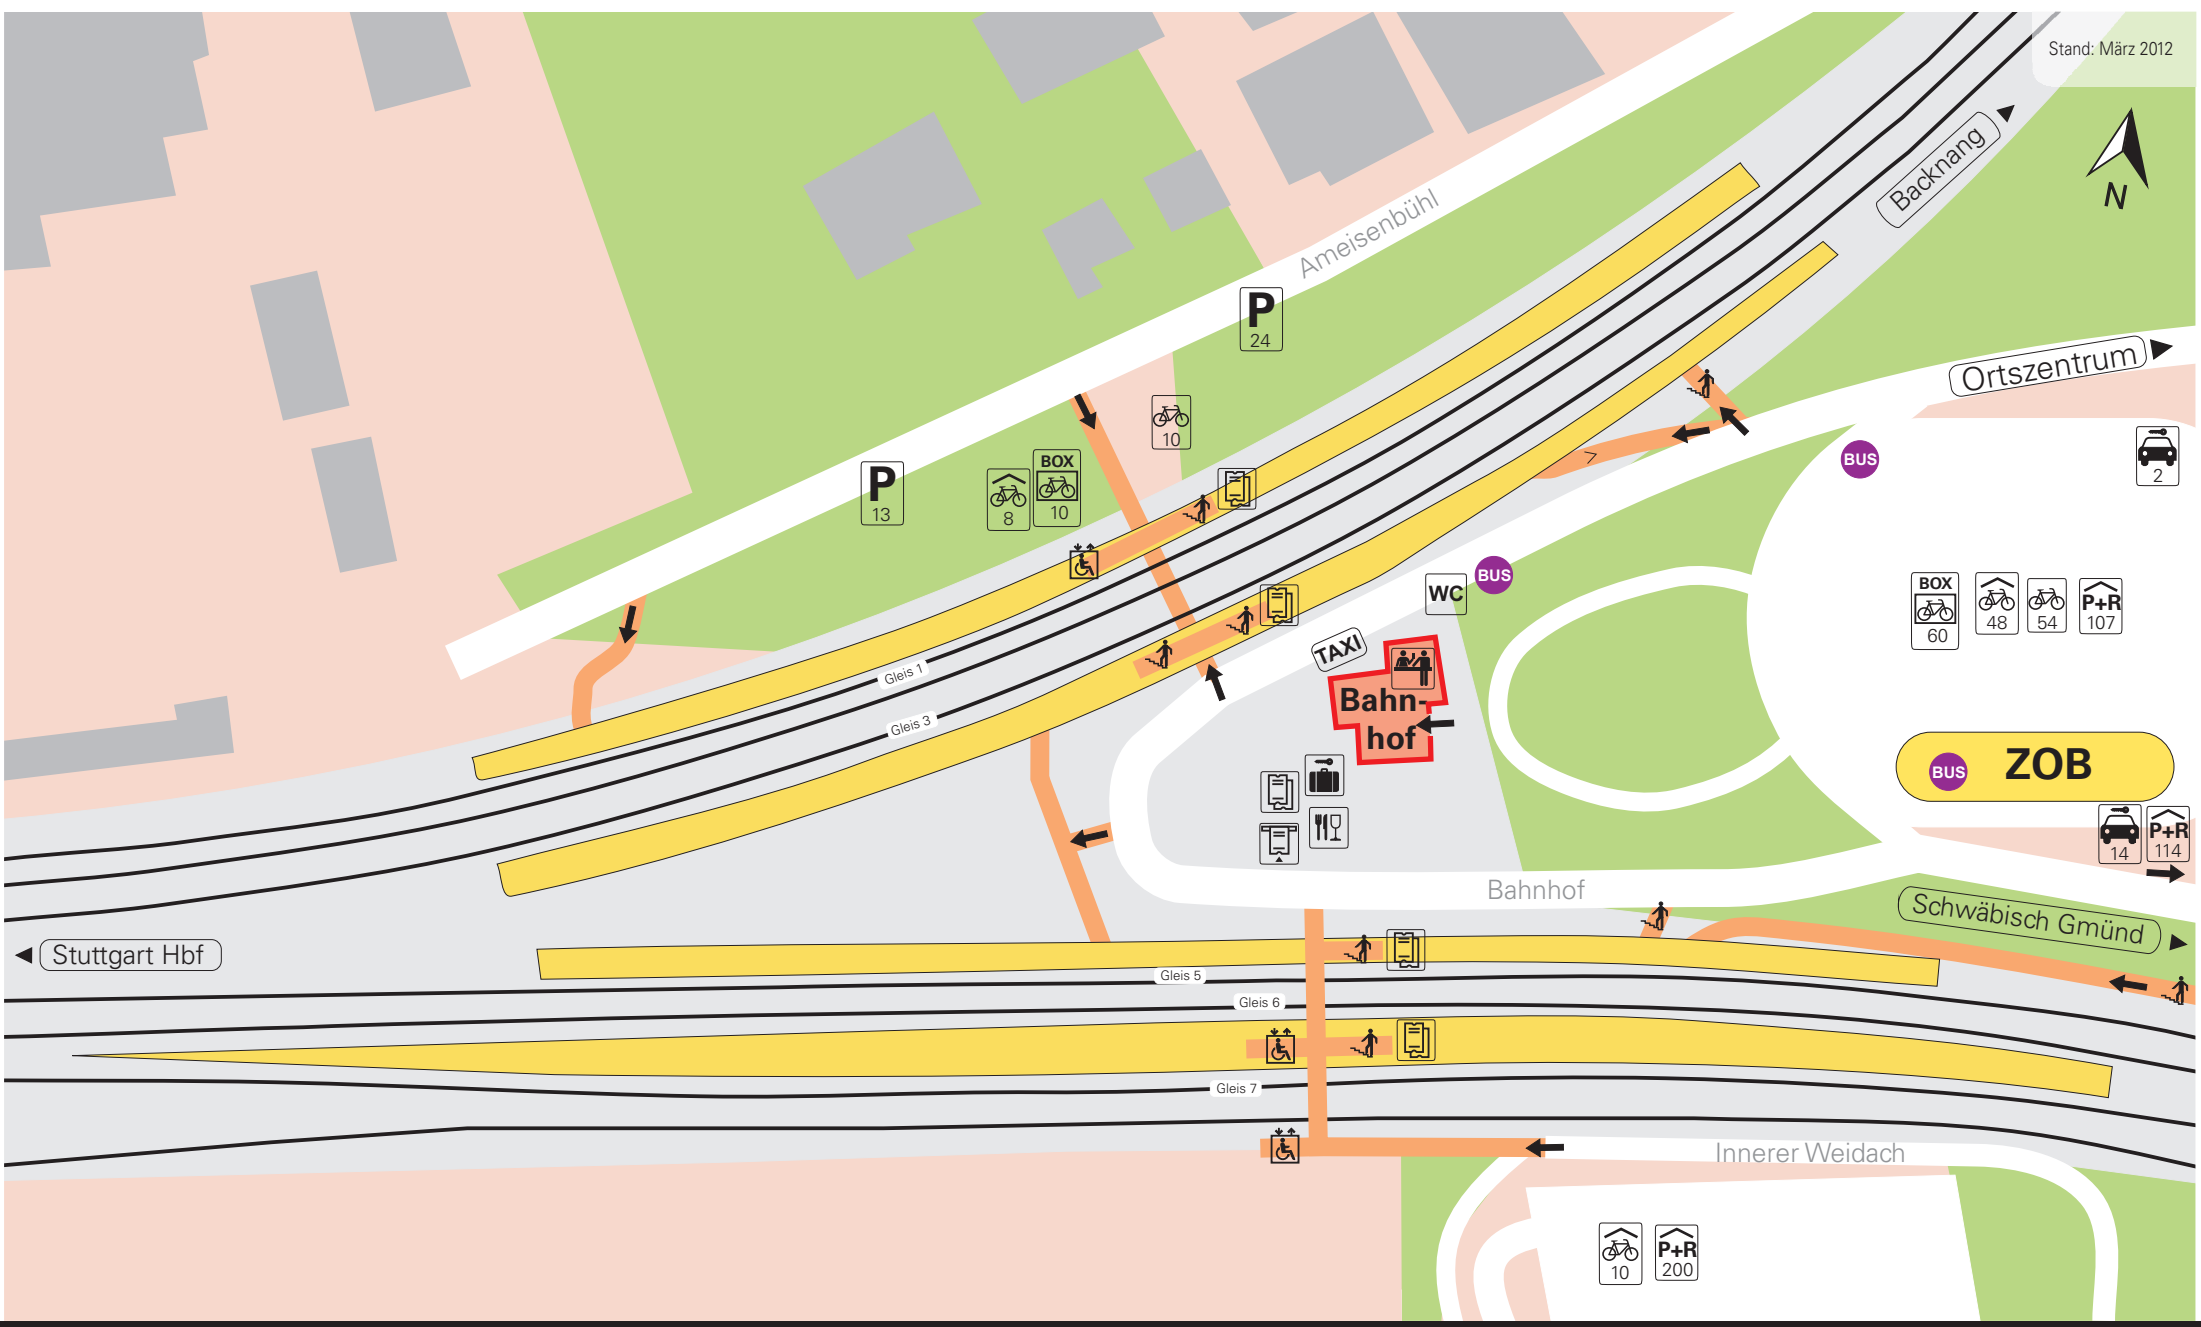 Stand: März 2012
Backnang
N
Ameisenbühl
P
24
Ortszentrum
10
BUS
2
BOX
10
8
P
13
BOX
60
48
54
P+R
107
WC
BUS
TAXI
Gleis 1
Gleis 3
Bahn-
hof
BUS
ZOB
14
P+R
114
Bahnhof
Schwäbisch Gmünd
Stuttgart Hbf
Gleis 5
Gleis 6
Gleis 7
Innerer Weidach
10
P+R
200